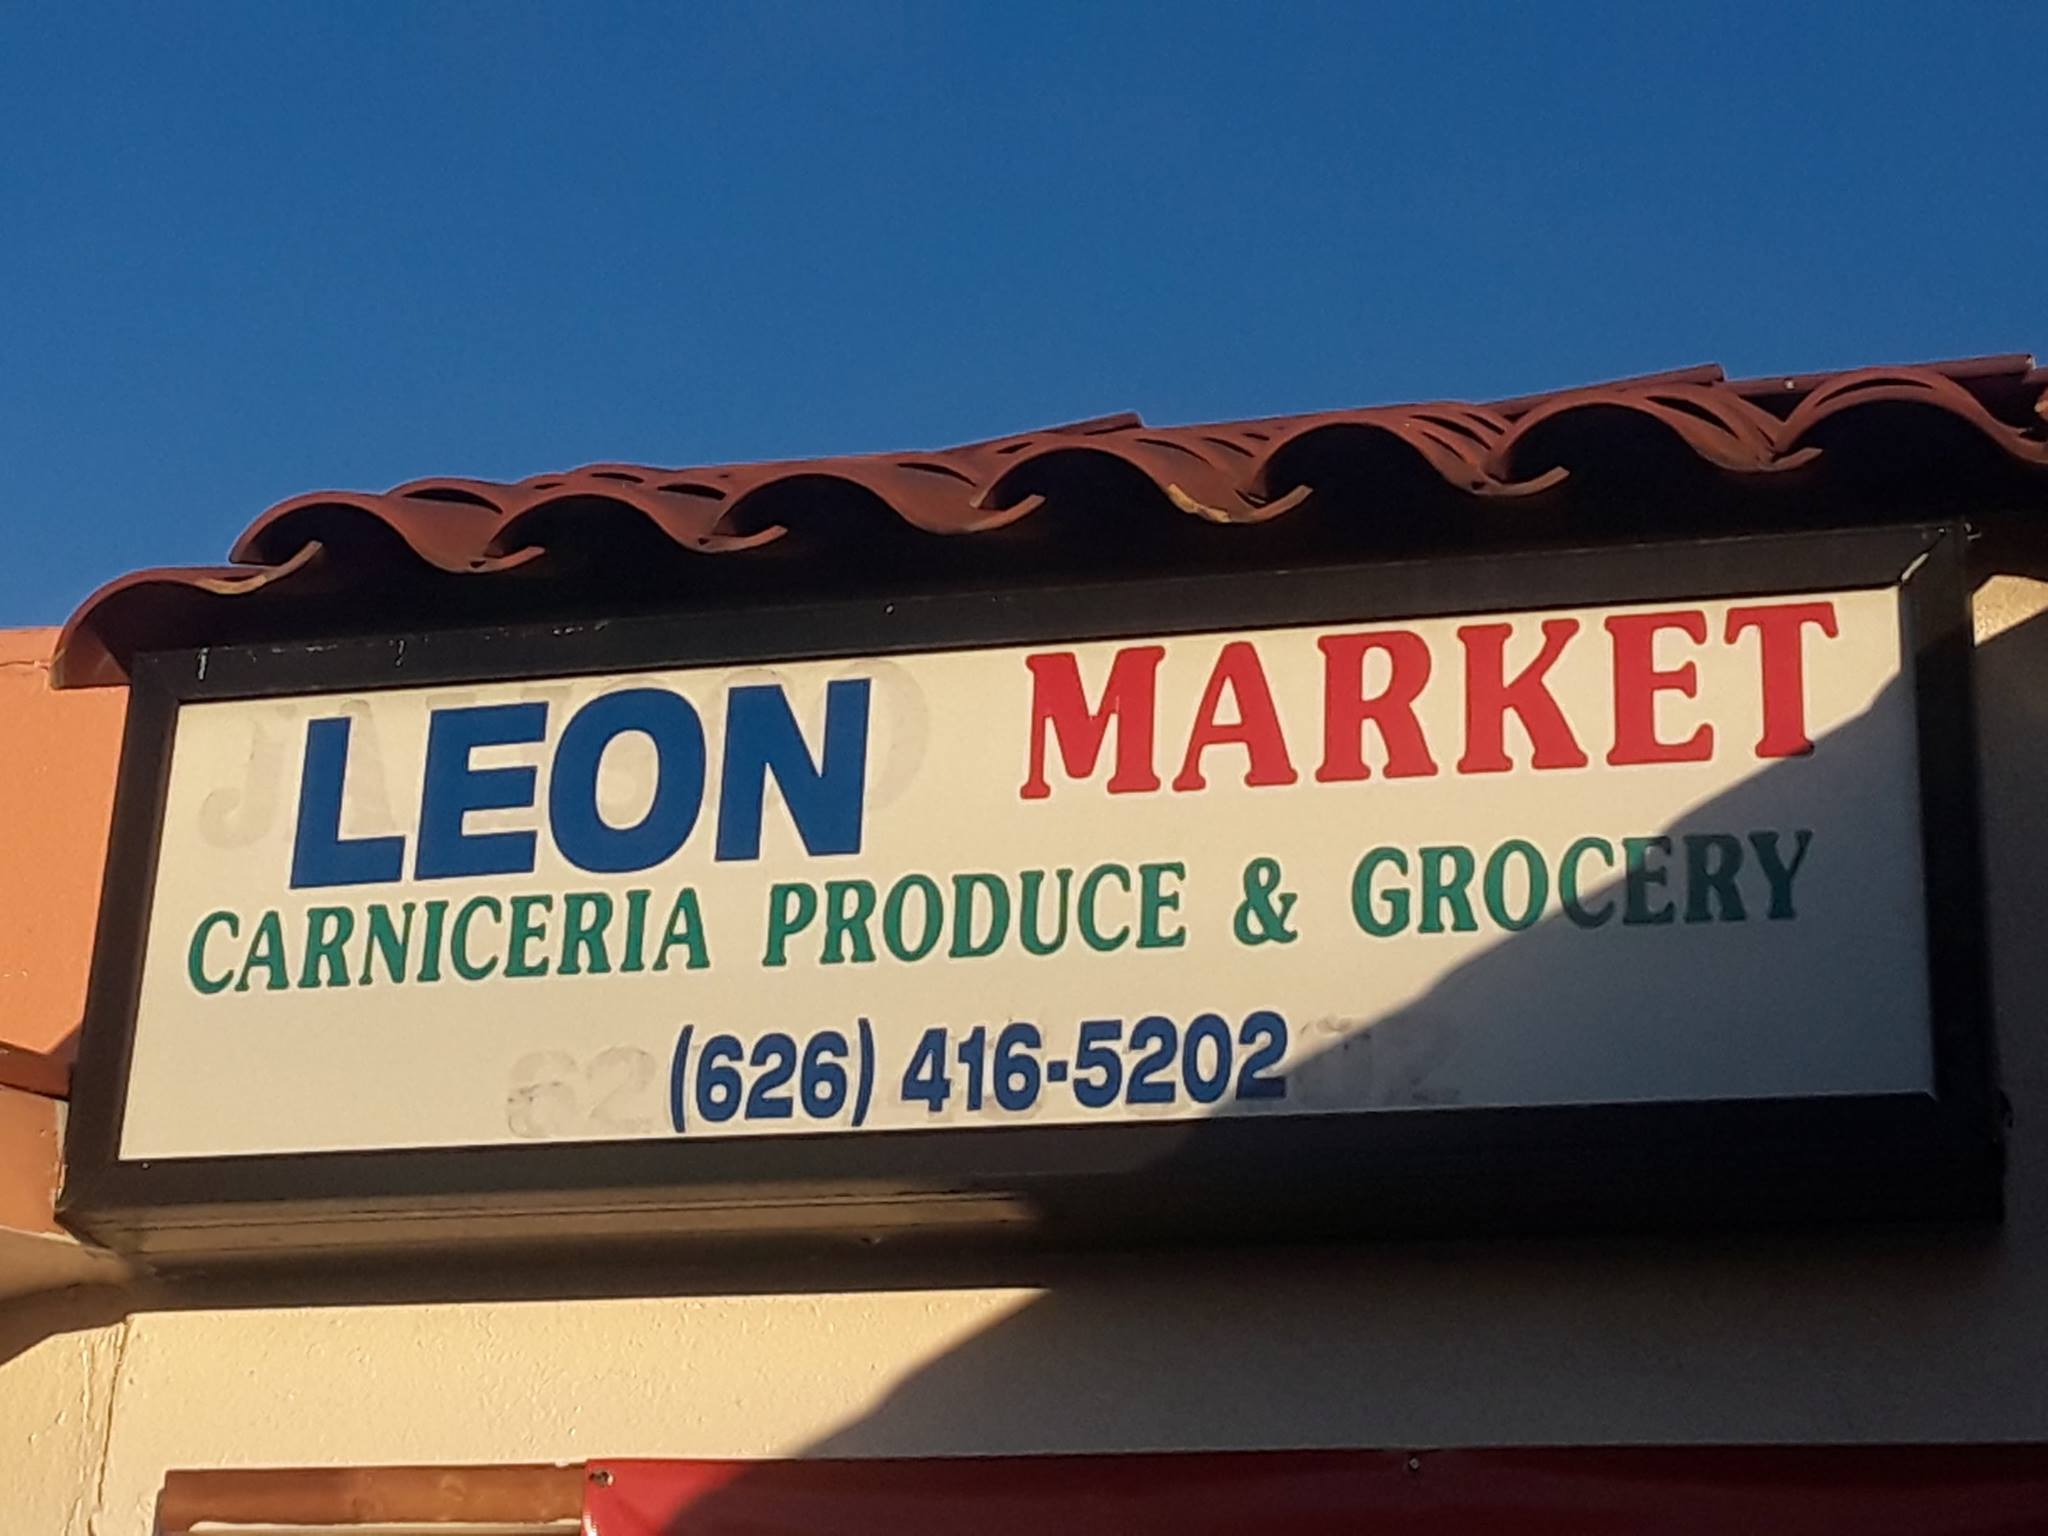 LEON MARKET
CARNICERIA PRODUCE & GROCERY
(626) 416-5202